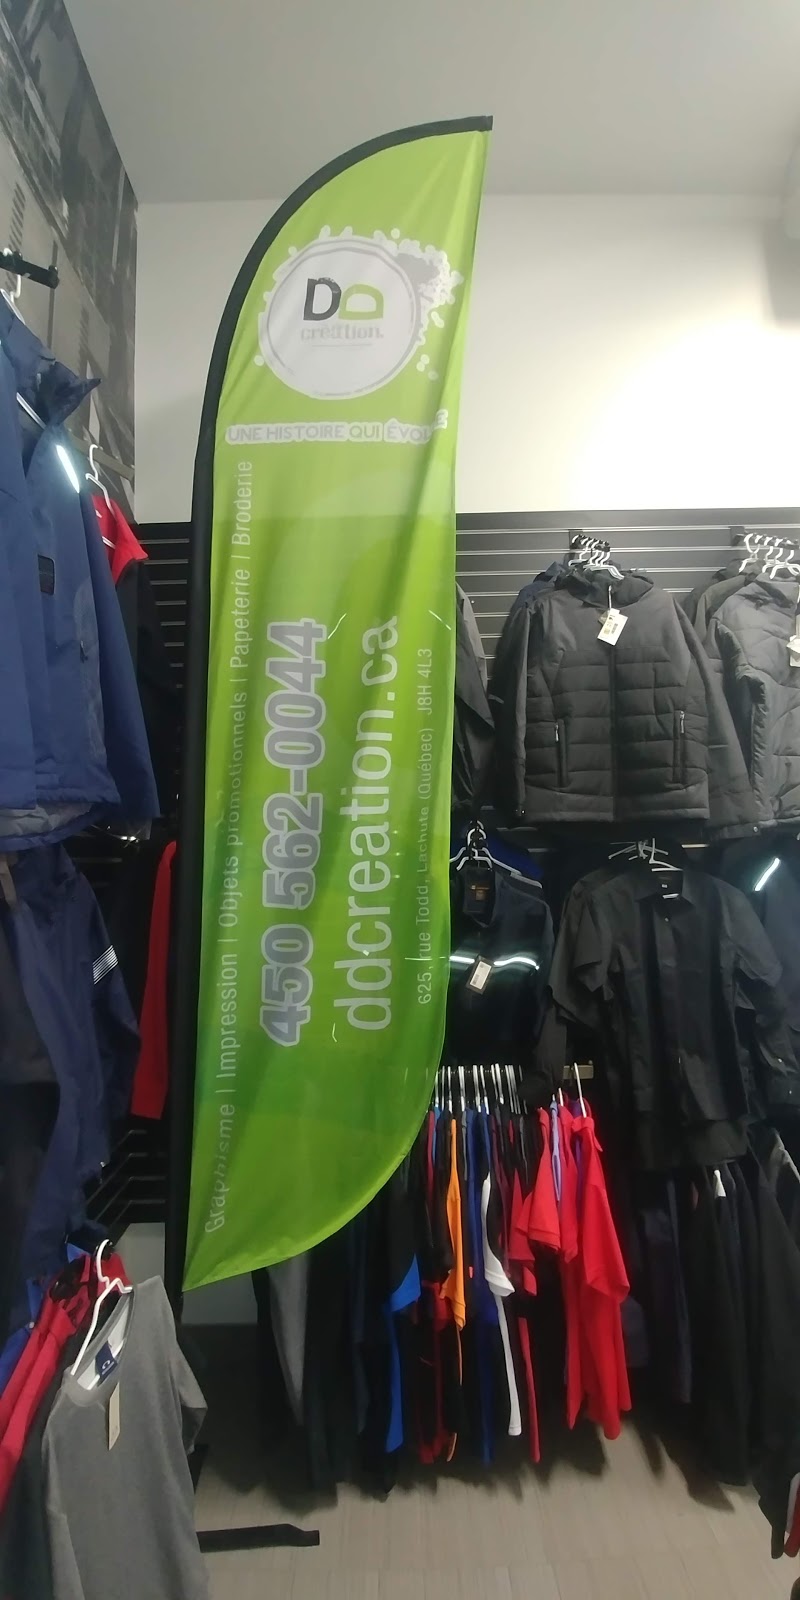 DD
création.
UNE HISTOIRE QUI ÉVOLUE
Graphisme | Impression | Objets promotionnels | Papeterie | Broderie
450 562-0044
ddcreation.ca
625, rue Todd, Lachute (Québec) J8H 4L3